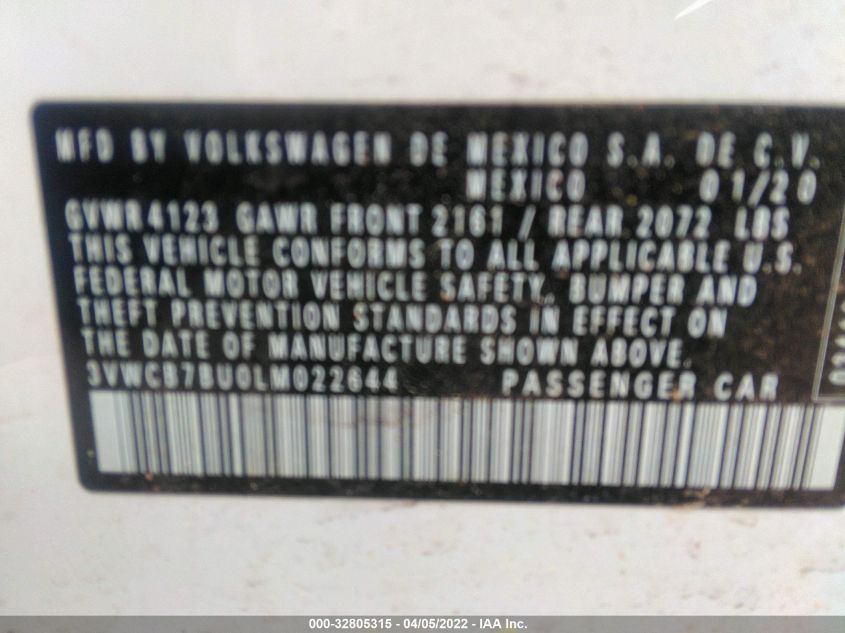 MFD BY VOLKSWAGEN DE MEXICO S.A. DE C.V.
MEXICO 01/20
GVWR 4123 GAWR FRONT 2161 / REAR 2072 LBS
THIS VEHICLE CONFORMS TO ALL APPLICABLE U.S.
FEDERAL MOTOR VEHICLE SAFETY, BUMPER AND
THEFT PREVENTION STANDARDS IN EFFECT ON
THE DATE OF MANUFACTURE SHOWN ABOVE.
3VWCB7BU0LM022644 PASSENGER CAR
000-32805315 - 04/05/2022 - IAA Inc.